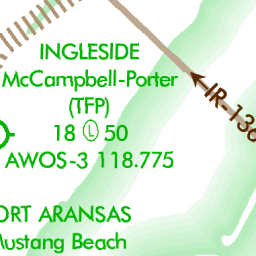 INGLESIDE
McCampbell-Porter
(TFP)
18 Ⓛ 50
AWOS-3 118.775
IR-136
ORT ARANSAS
Mustang Beach